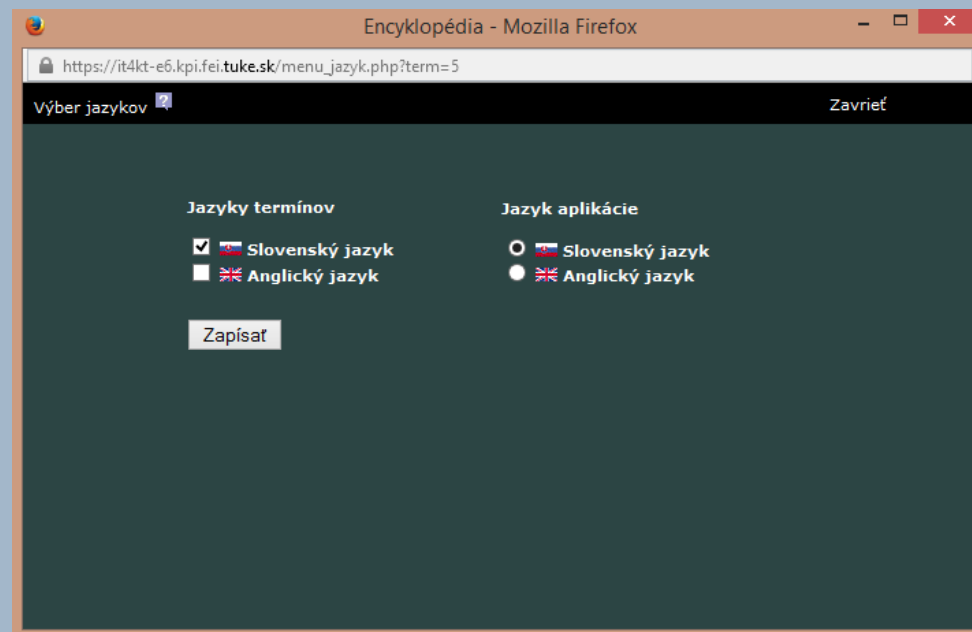 Encyklopédia - Mozilla Firefox
https://it4kt-e6.kpi.fei.tuke.sk/menu_jazyk.php?term=5
Výber jazykov ? Zavrieť
Jazyky termínov Jazyk aplikácie
Slovenský jazyk Slovenský jazyk
Anglický jazyk Anglický jazyk
Zapísať